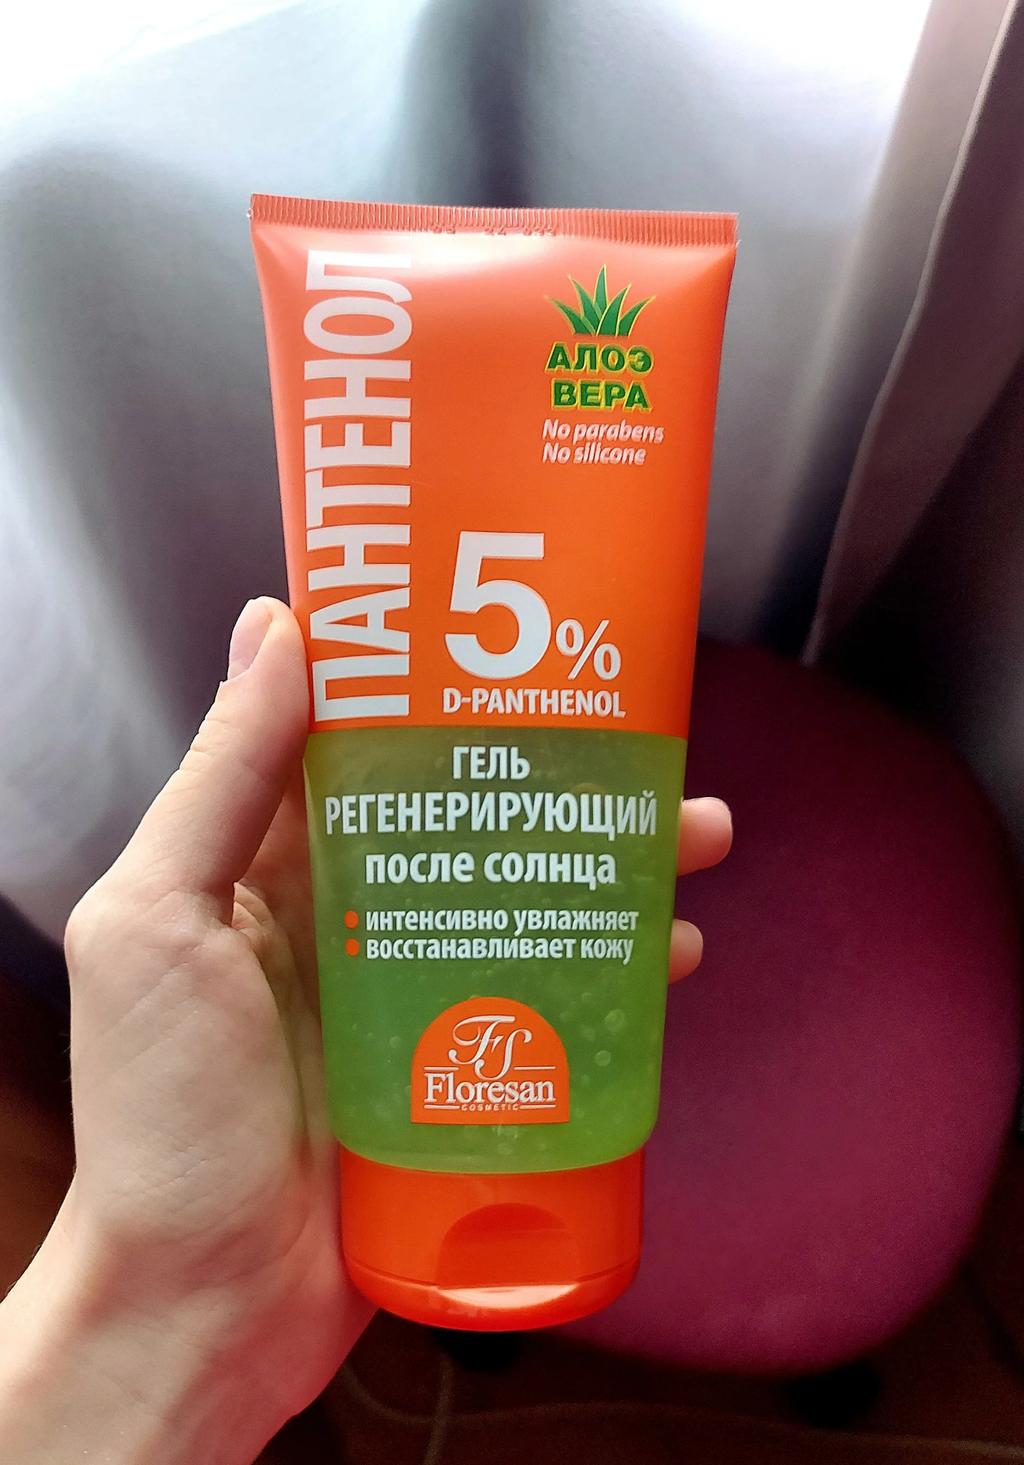 ПАНТЕНОЛ
АЛОЭ
ВЕРА
No parabens
No silicone
5%
D-PANTHENOL
ГЕЛЬ
РЕГЕНЕРИРУЮЩИЙ
после солнца
• интенсивно увлажняет
• восстанавливает кожу
FS
Floresan
COSMETIC